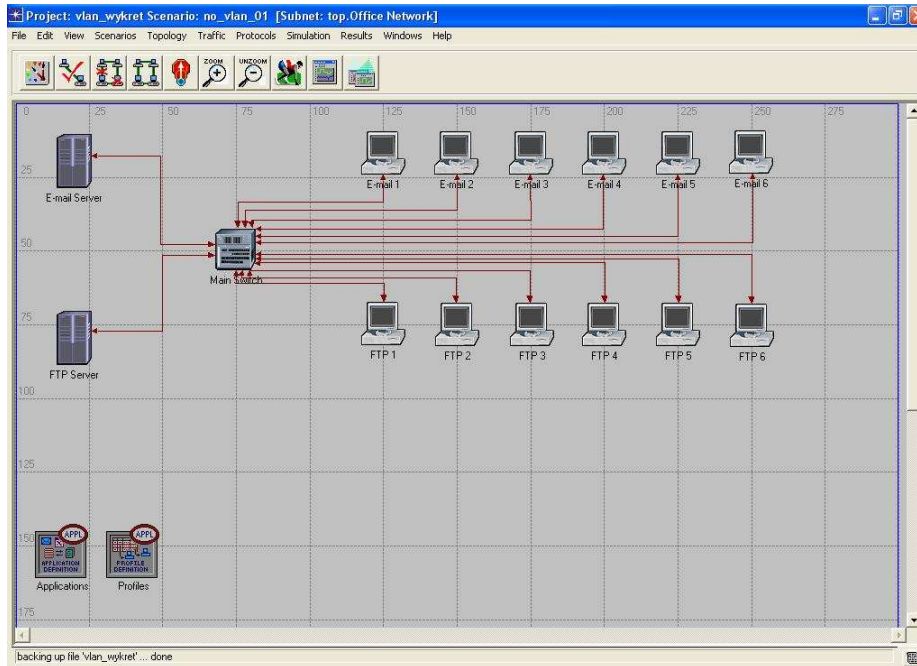 Project: vlan_wykret Scenario: no_vlan_01 [Subnet: top.Office Network]
File Edit View Scenarios Topology Traffic Protocols Simulation Results Windows Help
ZOOM UNZOOM
0 25 50 75 100 125 150 175 200 225 250 275
E-mail 1 E-mail 2 E-mail 3 E-mail 4 E-mail 5 E-mail 6
25
E-mail Server
50
Main Switch
75
FTP 1 FTP 2 FTP 3 FTP 4 FTP 5 FTP 6
FTP Server
100
125
150
APPL APPL
APPLICATION DEFINITION PROFILE DEFINITION
Applications Profiles
175
backing up file 'vlan_wykret' ... done